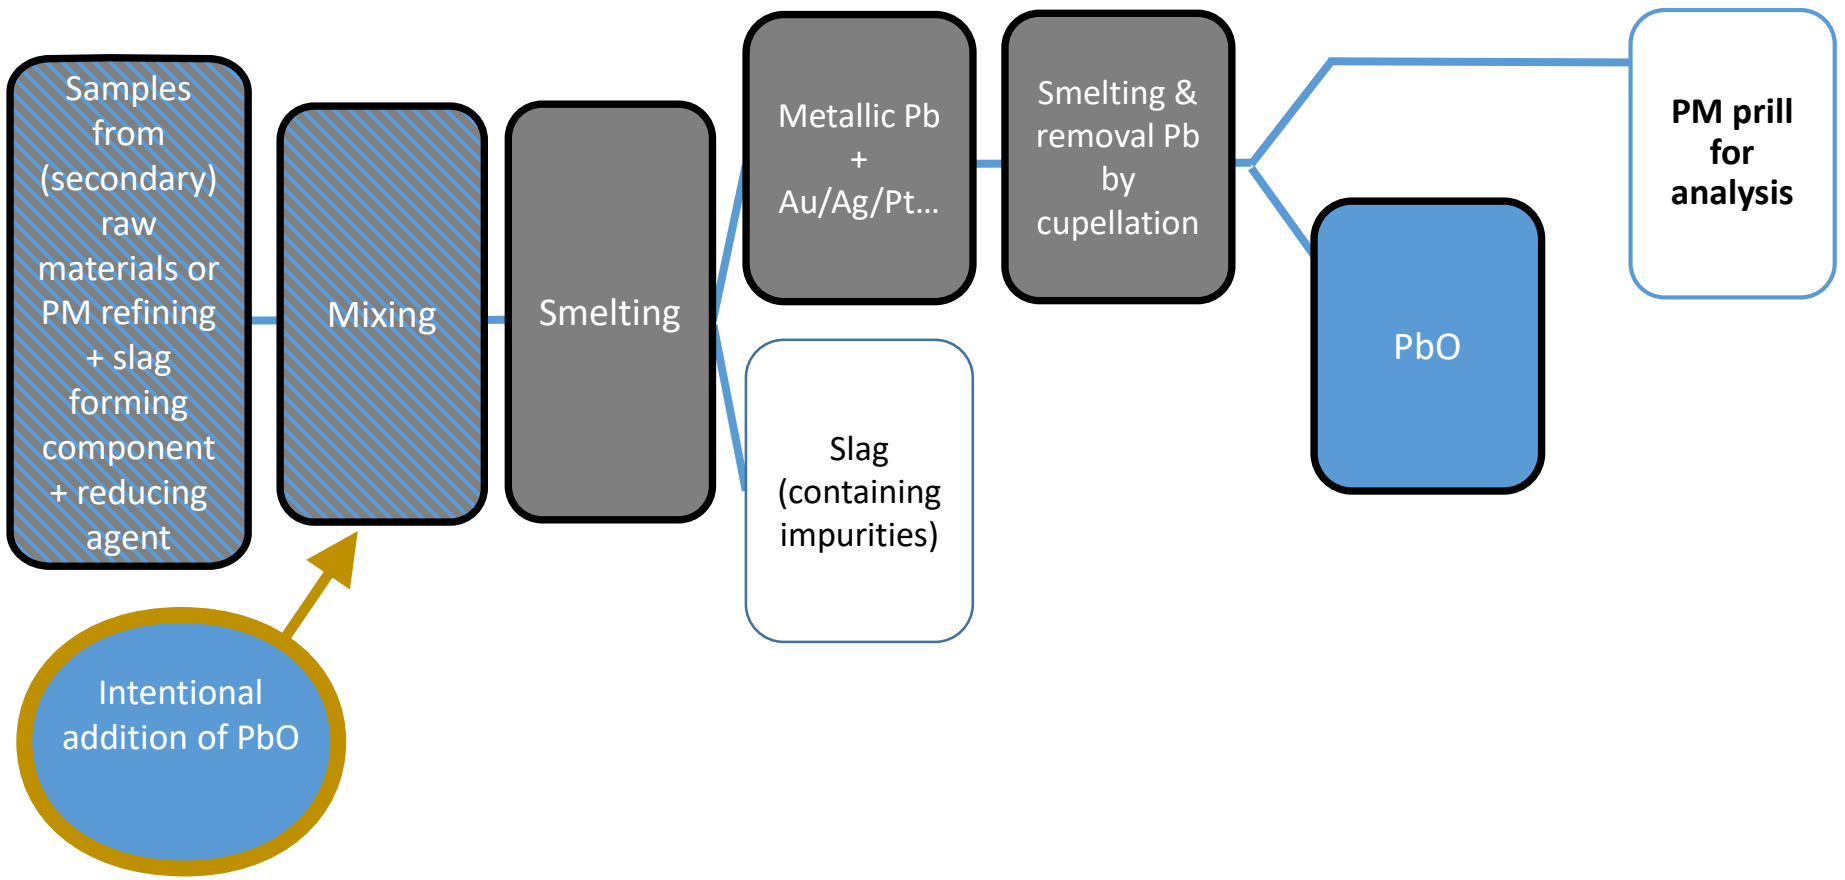 Samples
from
(secondary)
raw
materials or
PM refining
+ slag
forming
component
+ reducing
agent
Mixing
Smelting
Metallic Pb
+
Au/Ag/Pt...
Smelting &
removal Pb
by
cupellation
PM prill
for
analysis
PbO
Slag
(containing
impurities)
Intentional
addition of PbO